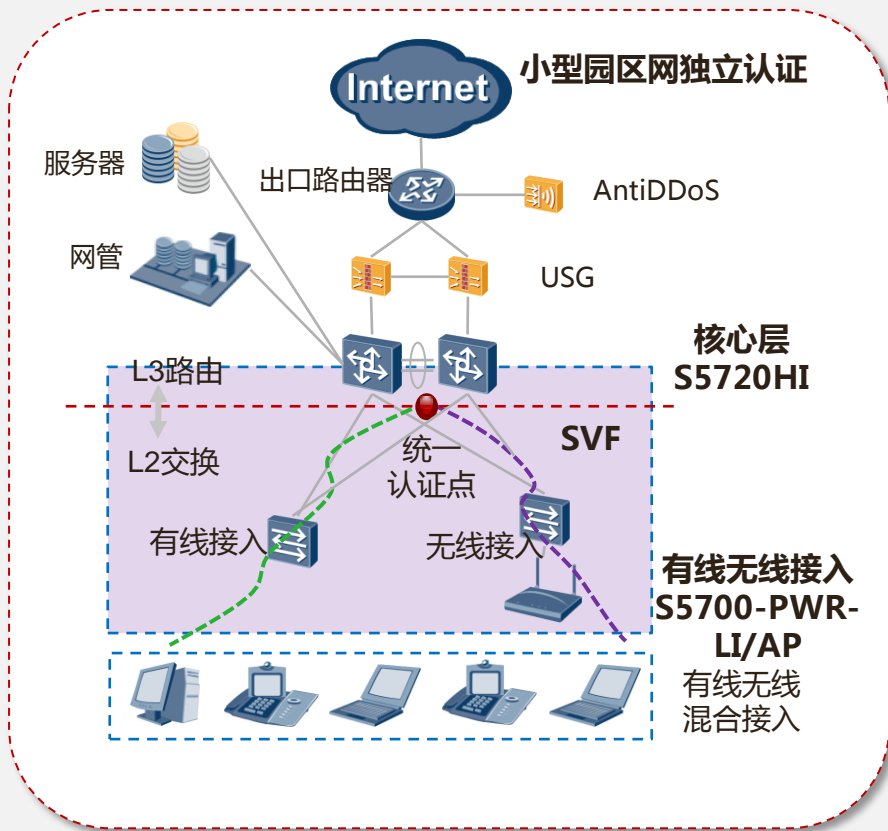 小型园区网独立认证
Internet
服务器
出口路由器
AntiDDoS
网管
USG
核心层
S5720HI
L3路由
SVF
统一
认证点
L2交换
有线接入
无线接入
有线无线接入
S5700-PWR-
LI/AP
有线无线
混合接入